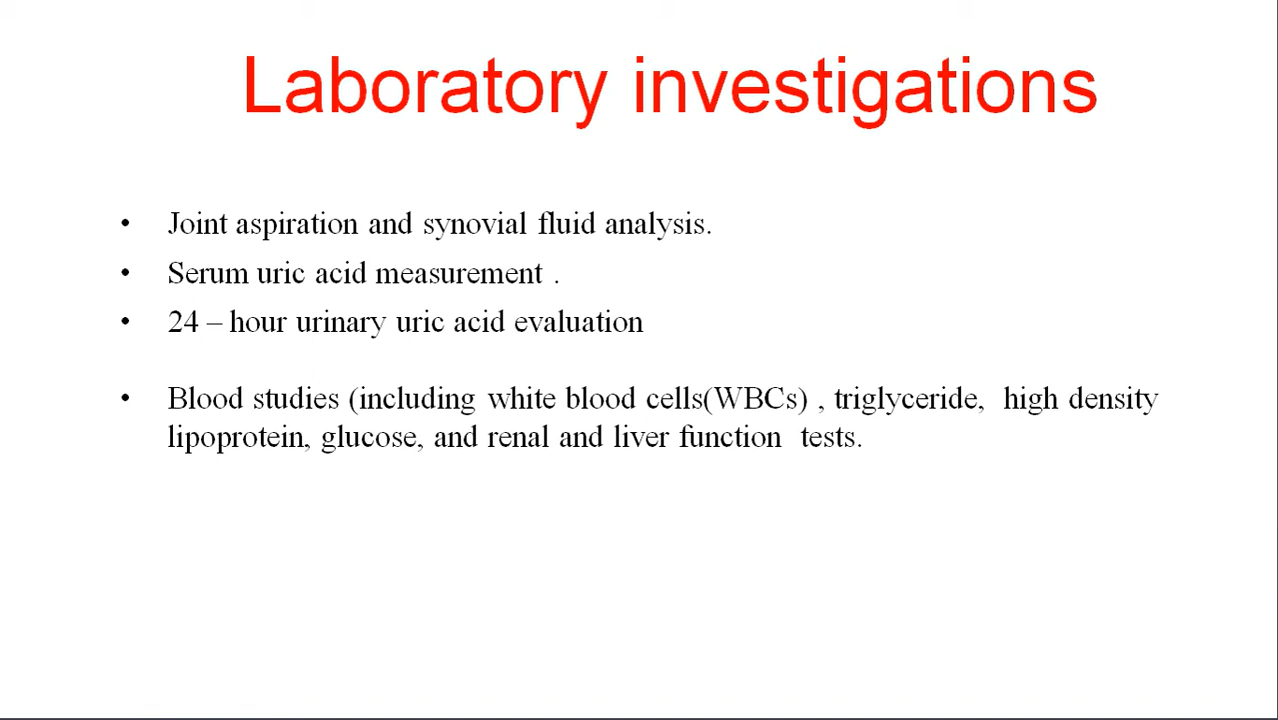 Laboratory investigations
• Joint aspiration and synovial fluid analysis.
• Serum uric acid measurement .
• 24 – hour urinary uric acid evaluation
• Blood studies (including white blood cells(WBCs) , triglyceride, high density
lipoprotein, glucose, and renal and liver function tests.